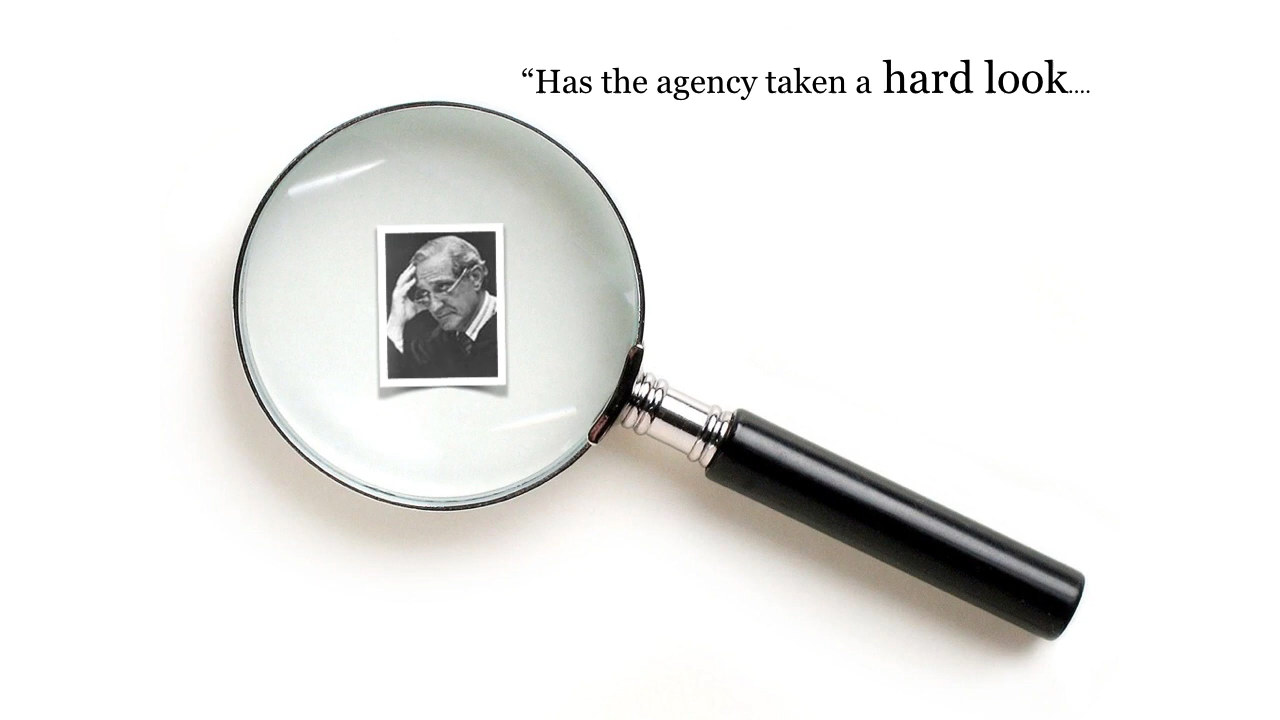 “Has the agency taken a hard look....